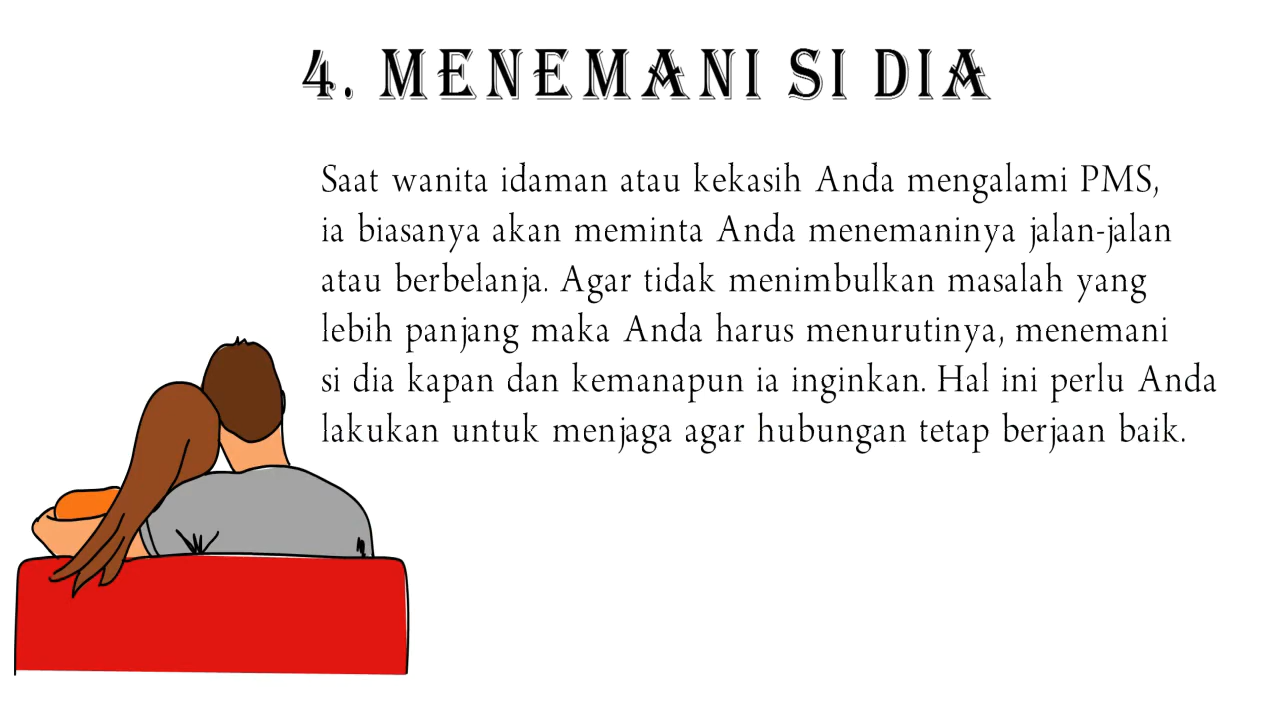 4. MENEMANI SI DIA
Saat wanita idaman atau kekasih Anda mengalami PMS,
ia biasanya akan meminta Anda menemaninya jalan-jalan
atau berbelanja. Agar tidak menimbulkan masalah yang
lebih panjang maka Anda harus menurutinya, menemani
si dia kapan dan kemanapun ia inginkan. Hal ini perlu Anda
lakukan untuk menjaga agar hubungan tetap berjaan baik.